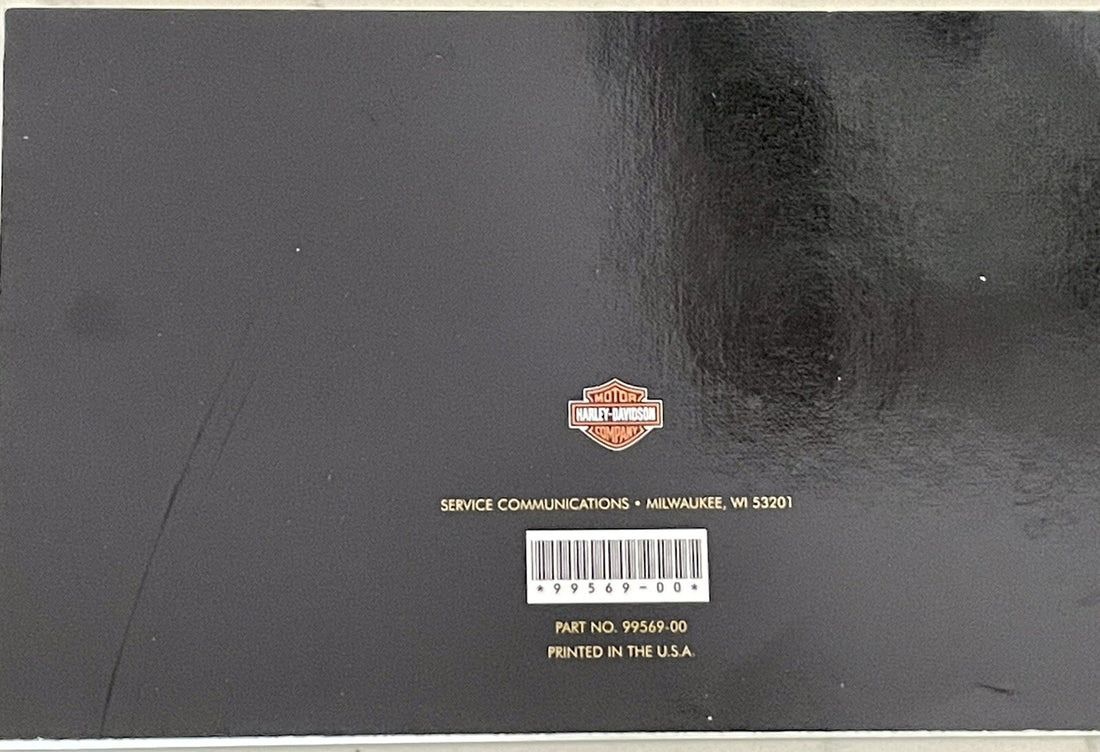 MOTOR
HARLEY-DAVIDSON
COMPANY
SERVICE COMMUNICATIONS • MILWAUKEE, WI 53201
*99569-00*
PART NO. 99569-00
PRINTED IN THE U.S.A.